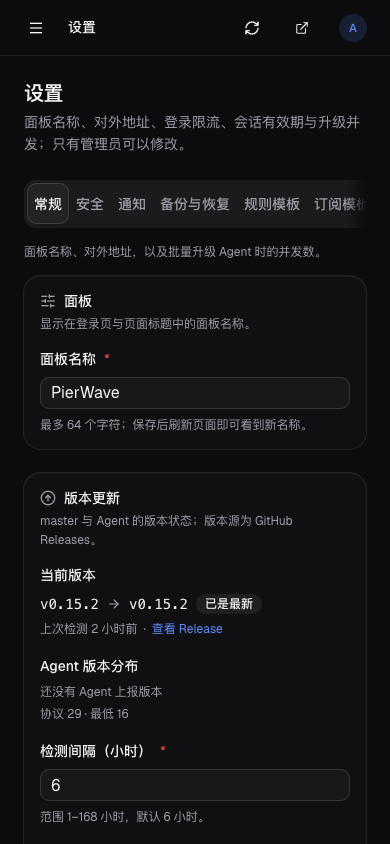 设置
A
设置
面板名称、对外地址、登录限流、会话有效期与升级并
发；只有管理员可以修改。
常规 安全 通知 备份与恢复 规则模板 订阅模
面板名称、对外地址，以及批量升级 Agent 时的并发数。
面板
显示在登录页与页面标题中的面板名称。
面板名称 *
PierWave
最多 64 个字符；保存后刷新页面即可看到新名称。
版本更新
master 与 Agent 的版本状态；版本源为 GitHub
Releases。
当前版本
v0.15.2 → v0.15.2 已是最新
上次检测 2 小时前 · 查看 Release
Agent 版本分布
还没有 Agent 上报版本
协议 29 · 最低 16
检测间隔（小时） *
6
范围 1–168 小时，默认 6 小时。